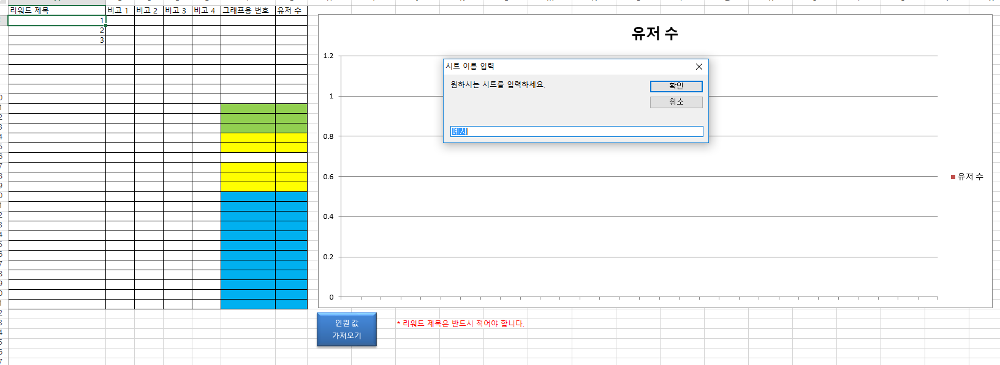 리워드 제목 비고 1 비고 2 비고 3 비고 4 그래프용 번호 유저 수
1
2
3
유저 수
1.2
1
0.8
0.6
0.4
0.2
0
유저 수
시트 이름 입력
원하시는 시트를 입력하세요.
확인
취소
예시
인원 값
가져오기
* 리워드 제목은 반드시 적어야 합니다.